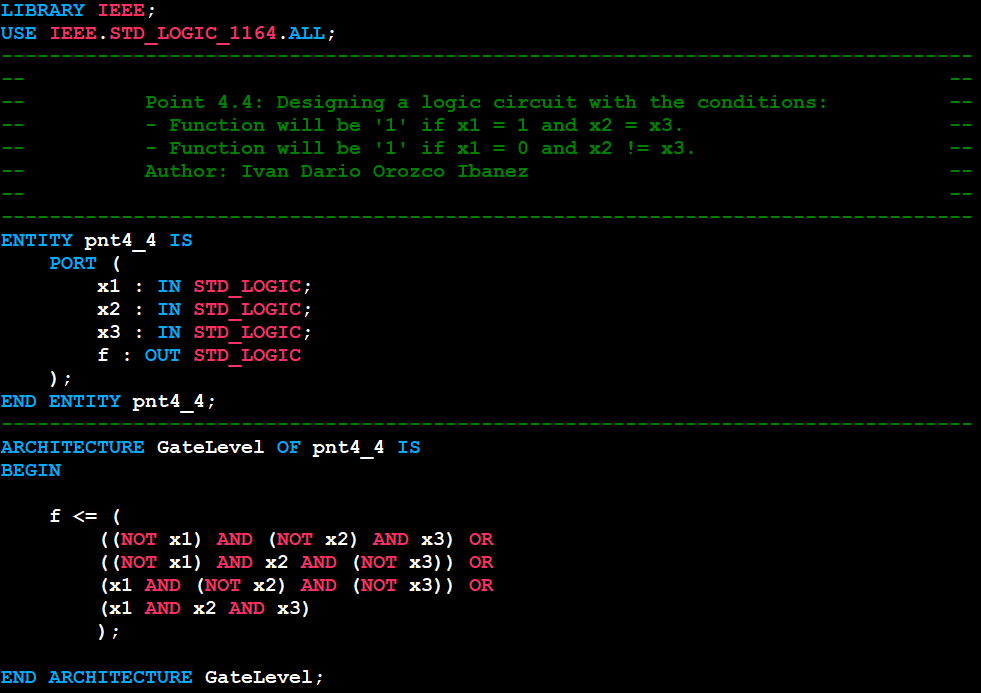 LIBRARY IEEE;
USE IEEE.STD_LOGIC_1164.ALL;
---------------------------------------------------------------------------------
--                                                                             --
--          Point 4.4: Designing a logic circuit with the conditions:          --
--          - Function will be '1' if x1 = 1 and x2 = x3.                      --
--          - Function will be '1' if x1 = 0 and x2 != x3.                     --
--          Author: Ivan Dario Orozco Ibanez                                   --
--                                                                             --
---------------------------------------------------------------------------------
ENTITY pnt4_4 IS
    PORT (
        x1 : IN STD_LOGIC;
        x2 : IN STD_LOGIC;
        x3 : IN STD_LOGIC;
        f : OUT STD_LOGIC
    );
END ENTITY pnt4_4;
---------------------------------------------------------------------------------
ARCHITECTURE GateLevel OF pnt4_4 IS
BEGIN

    f <= (
        ((NOT x1) AND (NOT x2) AND x3) OR
        ((NOT x1) AND x2 AND (NOT x3)) OR
        (x1 AND (NOT x2) AND (NOT x3)) OR
        (x1 AND x2 AND x3)
        );

END ARCHITECTURE GateLevel;